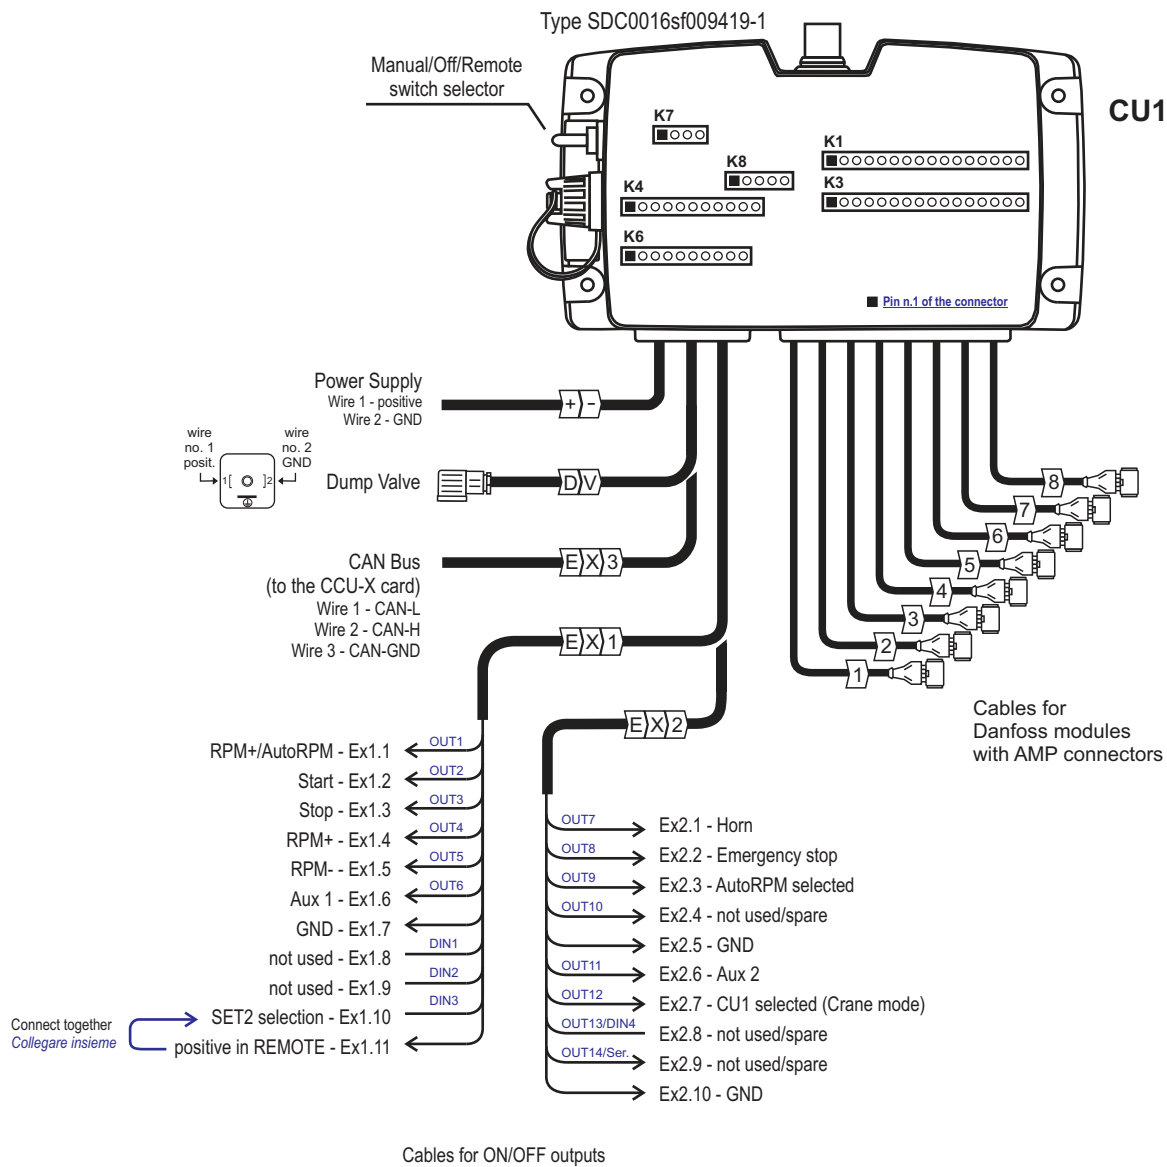 Type SDC0016sf009419-1
Manual/Off/Remote
switch selector
CU1
K7
K1
K8
K3
K4
K6
Pin n.1 of the connector
Power Supply
Wire 1 - positive
Wire 2 - GND
+ -
wire
no. 1
posit.
wire
no. 2
GND
1[ ]2
Dump Valve
D V
CAN Bus
(to the CCU-X card)
Wire 1 - CAN-L
Wire 2 - CAN-H
Wire 3 - CAN-GND
E X 3
E X 1
E X 2
8
7
6
5
4
3
2
1
Cables for
Danfoss modules
with AMP connectors
RPM+/AutoRPM - Ex1.1 OUT1
Start - Ex1.2 OUT2
Stop - Ex1.3 OUT3
RPM+ - Ex1.4 OUT4
RPM- - Ex1.5 OUT5
Aux 1 - Ex1.6 OUT6
GND - Ex1.7
not used - Ex1.8 DIN1
not used - Ex1.9 DIN2
SET2 selection - Ex1.10 DIN3
positive in REMOTE - Ex1.11
Connect together
Collegare insieme
OUT7 Ex2.1 - Horn
OUT8 Ex2.2 - Emergency stop
OUT9 Ex2.3 - AutoRPM selected
OUT10 Ex2.4 - not used/spare
Ex2.5 - GND
OUT11 Ex2.6 - Aux 2
OUT12 Ex2.7 - CU1 selected (Crane mode)
OUT13/DIN4 Ex2.8 - not used/spare
OUT14/Ser. Ex2.9 - not used/spare
Ex2.10 - GND
Cables for ON/OFF outputs